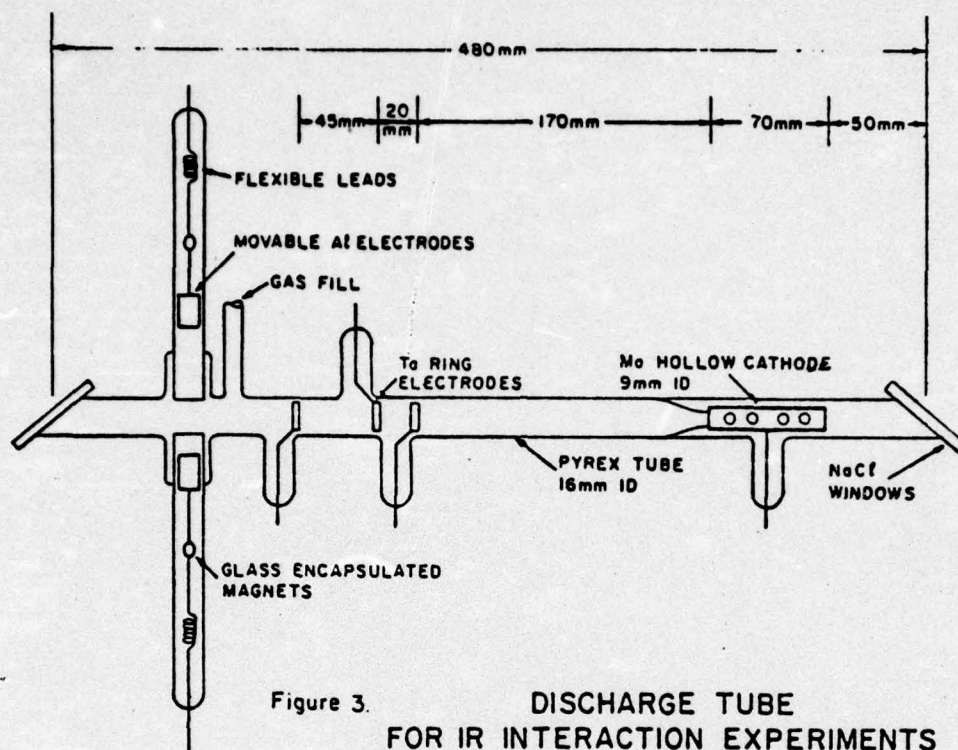 480mm
45mm
20
mm
170mm
70mm
50mm
FLEXIBLE LEADS
MOVABLE Al ELECTRODES
GAS FILL
Ta RING
ELECTRODES
Mo HOLLOW CATHODE
9mm ID
PYREX TUBE
16mm ID
NaCl
WINDOWS
GLASS ENCAPSULATED
MAGNETS
Figure 3.
DISCHARGE TUBE
FOR IR INTERACTION EXPERIMENTS